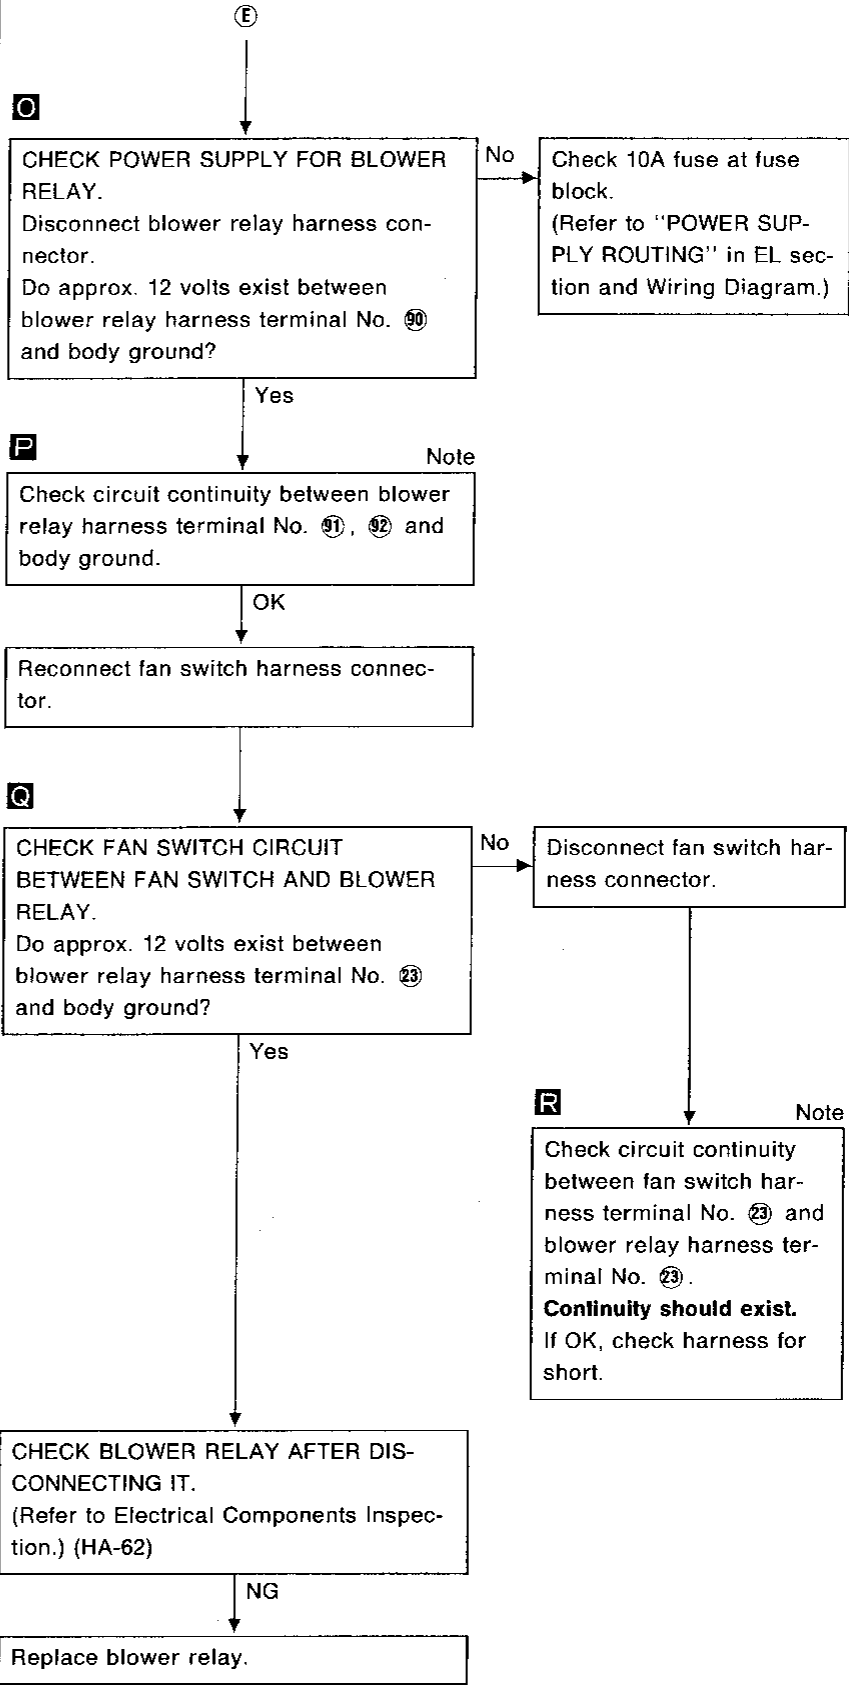 Ⓔ
O
CHECK POWER SUPPLY FOR BLOWER
RELAY.
Disconnect blower relay harness con-
nector.
Do approx. 12 volts exist between
blower relay harness terminal No. 90
and body ground?
No
Check 10A fuse at fuse
block.
(Refer to "POWER SUP-
PLY ROUTING" in EL sec-
tion and Wiring Diagram.)
Yes
P
Note
Check circuit continuity between blower
relay harness terminal No. 91, 92 and
body ground.
OK
Reconnect fan switch harness connec-
tor.
Q
CHECK FAN SWITCH CIRCUIT
BETWEEN FAN SWITCH AND BLOWER
RELAY.
Do approx. 12 volts exist between
blower relay harness terminal No. ㉓
and body ground?
No
Disconnect fan switch har-
ness connector.
Yes
R
Note
Check circuit continuity
between fan switch har-
ness terminal No. ㉓ and
blower relay harness ter-
minal No. ㉓.
Continuity should exist.
If OK, check harness for
short.
CHECK BLOWER RELAY AFTER DIS-
CONNECTING IT.
(Refer to Electrical Components Inspec-
tion.) (HA-62)
NG
Replace blower relay.